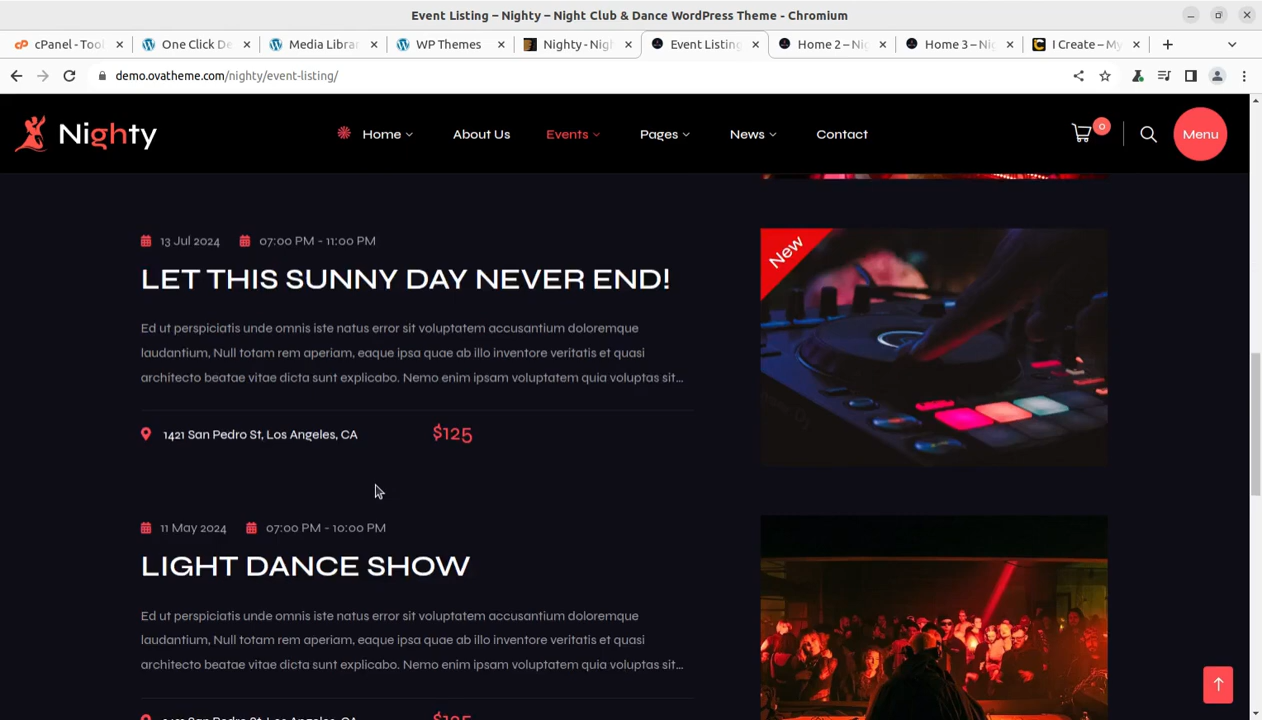 Event Listing – Nighty – Night Club & Dance WordPress Theme - Chromium
cPanel - Tool
One Click De
Media Librar
WP Themes
Nighty - Nigh
Event Listing
Home 2 – Nig
Home 3 – Nig
I Create – My
demo.ovatheme.com/nighty/event-listing/
Nighty
Home
About Us
Events
Pages
News
Contact
0
Menu
13 Jul 2024
07:00 PM - 11:00 PM
New
LET THIS SUNNY DAY NEVER END!
Ed ut perspiciatis unde omnis iste natus error sit voluptatem accusantium doloremque
laudantium, Null totam rem aperiam, eaque ipsa quae ab illo inventore veritatis et quasi
architecto beatae vitae dicta sunt explicabo. Nemo enim ipsam voluptatem quia voluptas sit...
1421 San Pedro St, Los Angeles, CA
$125
11 May 2024
07:00 PM - 10:00 PM
LIGHT DANCE SHOW
Ed ut perspiciatis unde omnis iste natus error sit voluptatem accusantium doloremque
laudantium, Null totam rem aperiam, eaque ipsa quae ab illo inventore veritatis et quasi
architecto beatae vitae dicta sunt explicabo. Nemo enim ipsam voluptatem quia voluptas sit...